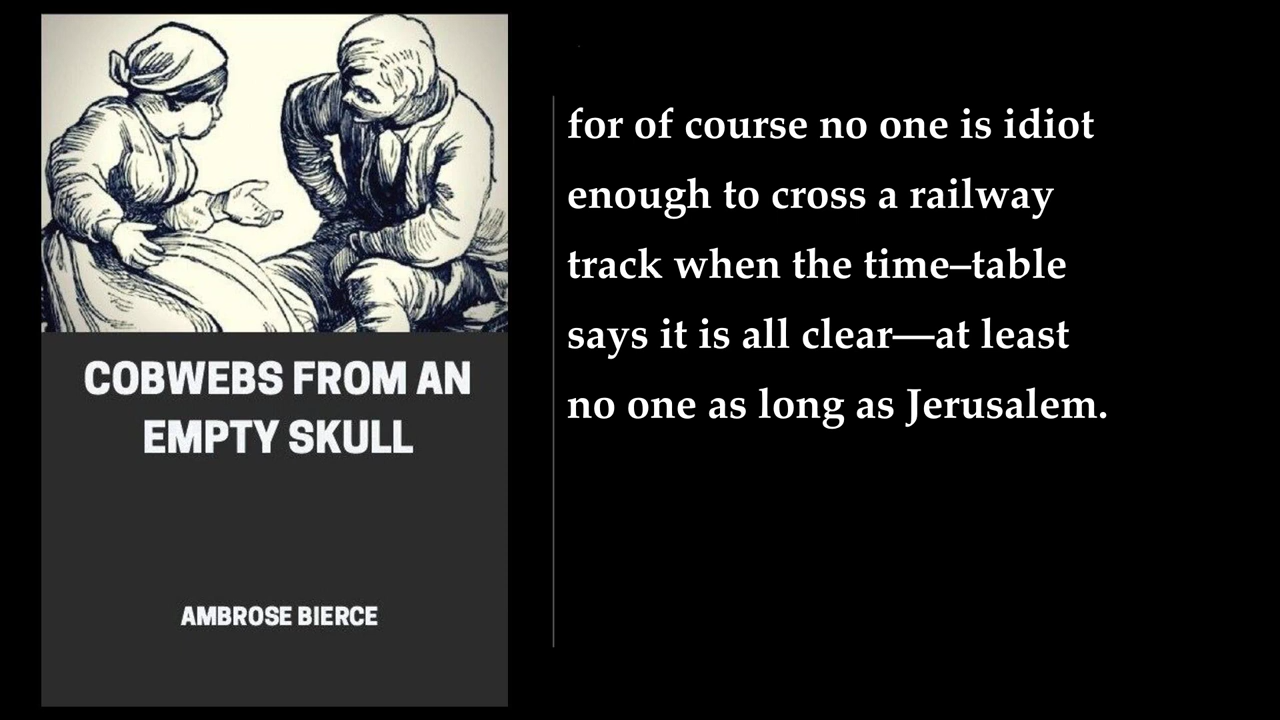 COBWEBS FROM AN
EMPTY SKULL
AMBROSE BIERCE
for of course no one is idiot
enough to cross a railway
track when the time–table
says it is all clear—at least
no one as long as Jerusalem.